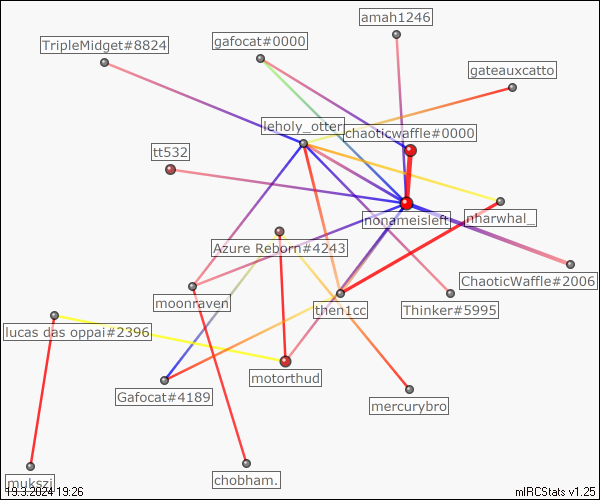 amah1246
TripleMidget#8824
gafocat#0000
gateauxcatto
leholy_otter
chaoticwaffle#0000
tt532
nonameisleft
nharwhal_
Azure Reborn#4243
ChaoticWaffle#2006
moonraven
then1cc
Thinker#5995
lucas das oppai#2396
motorthud
Gafocat#4189
mercurybro
chobham.
mukszi
19.3.2024 19:26
mIRCStats v1.25